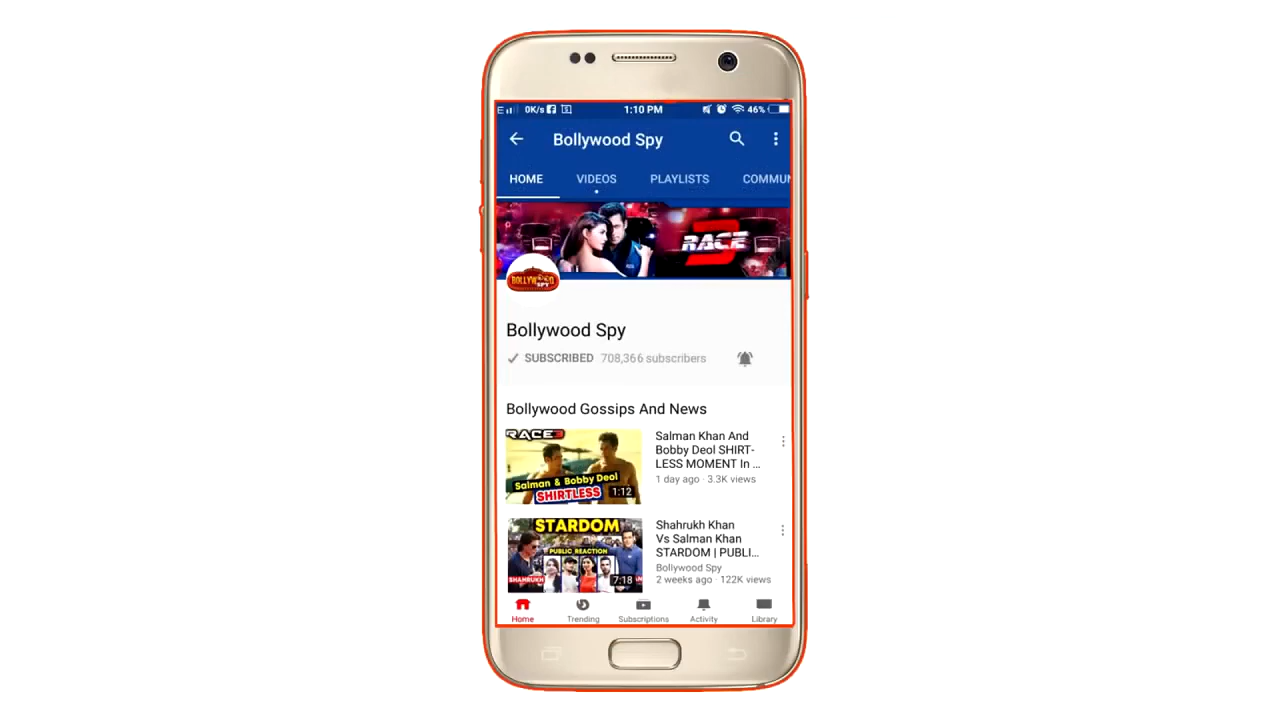 0K/s 1:10 PM 46%
Bollywood Spy
HOME VIDEOS PLAYLISTS COMMUN
RACE 3
BOLLYWOOD
SPY
Bollywood Spy
SUBSCRIBED 708,366 subscribers
Bollywood Gossips And News
RACE3
Salman & Bobby Deol
SHIRTLESS
1:12
Salman Khan And
Bobby Deol SHIRT-
LESS MOMENT In ...
1 day ago · 3.3K views
STARDOM
PUBLIC REACTION
SHAHRUKH
7:18
Shahrukh Khan
Vs Salman Khan
STARDOM | PUBLI...
Bollywood Spy
2 weeks ago · 122K views
Home Trending Subscriptions Activity Library